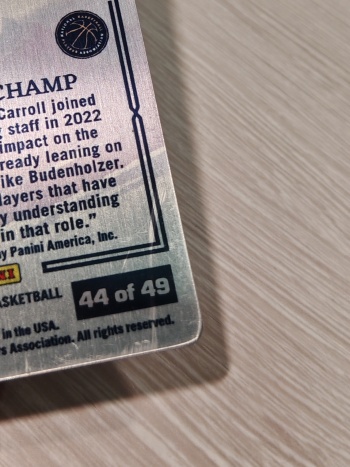 CHAMP
Carroll joined
staff in 2022
impact on the
ready leaning on
ike Budenholzer.
layers that have
y understanding
in that role."
by Panini America, Inc.
BASKETBALL
44 of 49
in the USA.
s Association. All rights reserved.